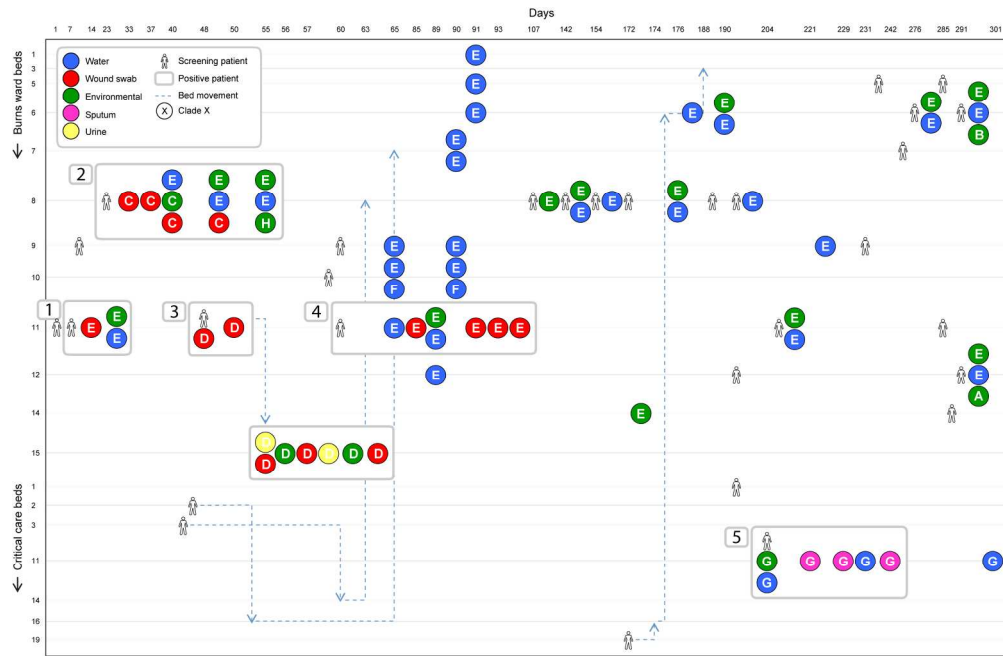 Days
1 7 14 23 33 37 40 48 50 55 56 57 60 63 65 85 89 90 91 93 107 142 154 172 174 176 188 190 204 221 229 231 242 276 285 291 301
Burns ward beds
Critical care beds
Water
Wound swab
Environmental
Sputum
Urine
Screening patient
Positive patient
Bed movement
X Clade X
1 E
3
5 E
6 E E E E E E B
E E
7 E E
2 E E E
8 C C C E E E E E E E E
C C H
9 E E E
10 E E
F F
1 3 4
11 E E E D D E E E E E E E E E
12 E E E A
14 E
15 D D D D D D D
1
2
3
5
11 G G G G G G G
14
16
19